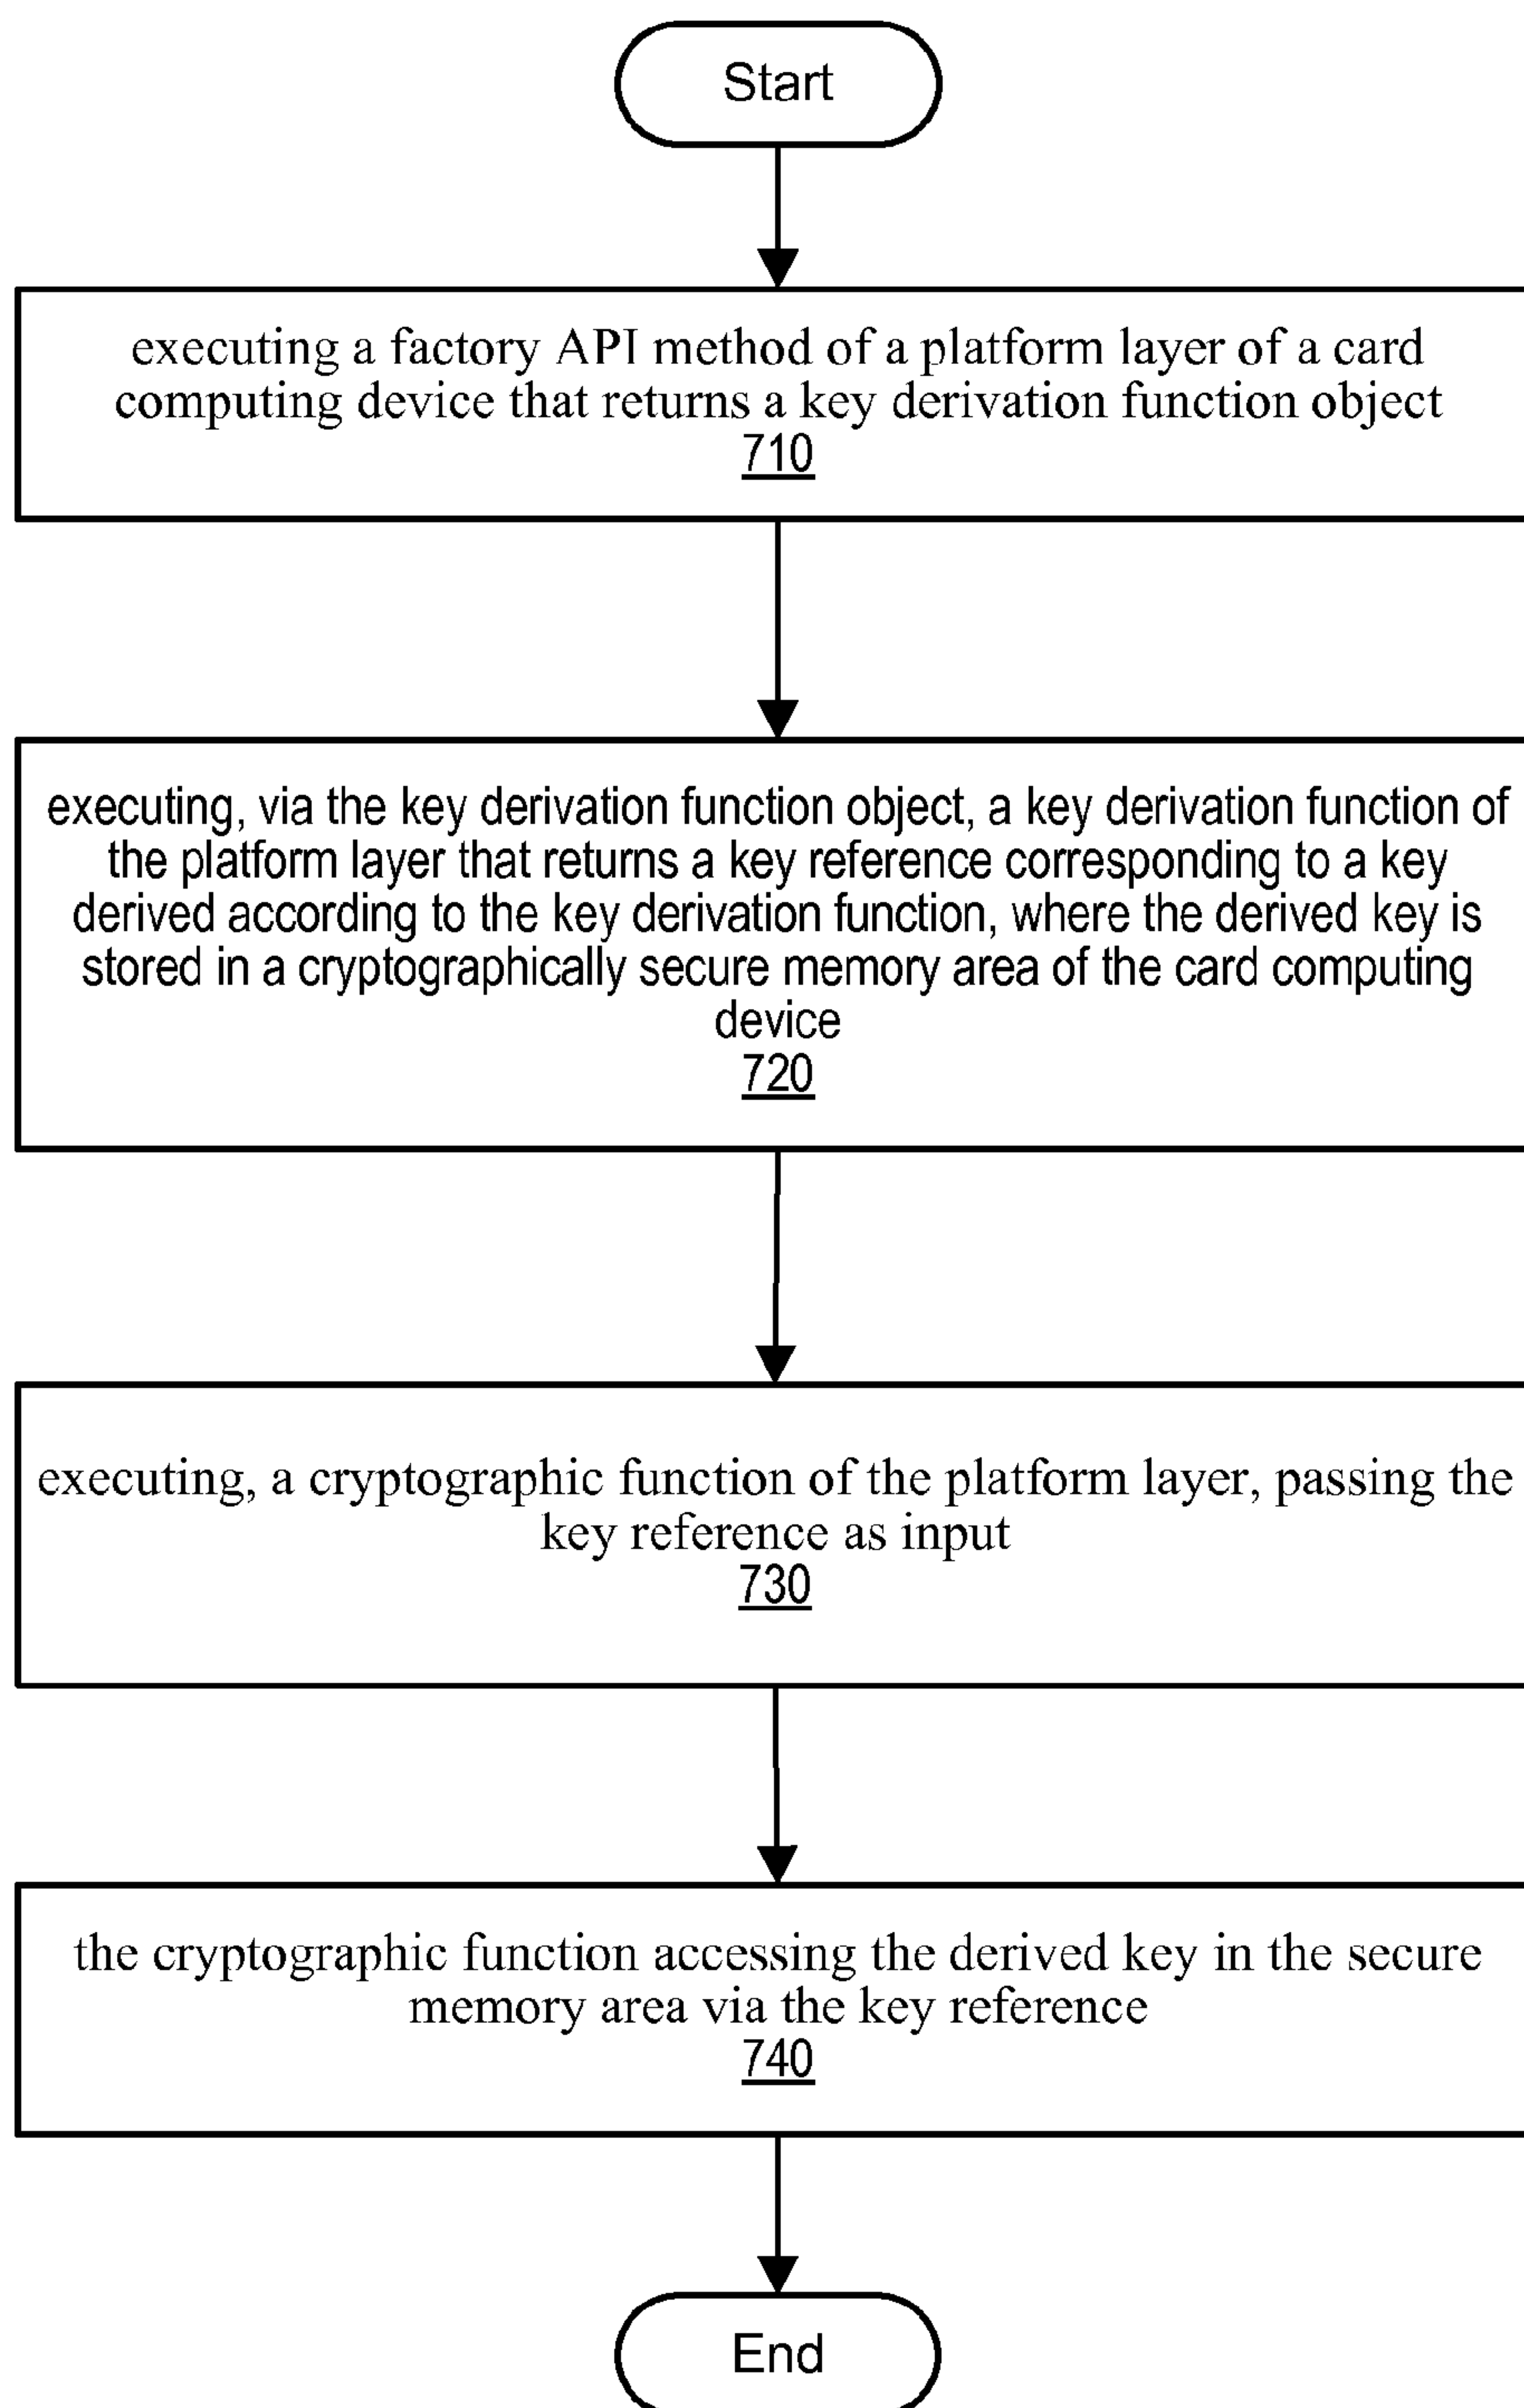 Start
executing a factory API method of a platform layer of a card
computing device that returns a key derivation function object
710
executing, via the key derivation function object, a key derivation function of
the platform layer that returns a key reference corresponding to a key
derived according to the key derivation function, where the derived key is
stored in a cryptographically secure memory area of the card computing
device
720
executing, a cryptographic function of the platform layer, passing the
key reference as input
730
the cryptographic function accessing the derived key in the secure
memory area via the key reference
740
End